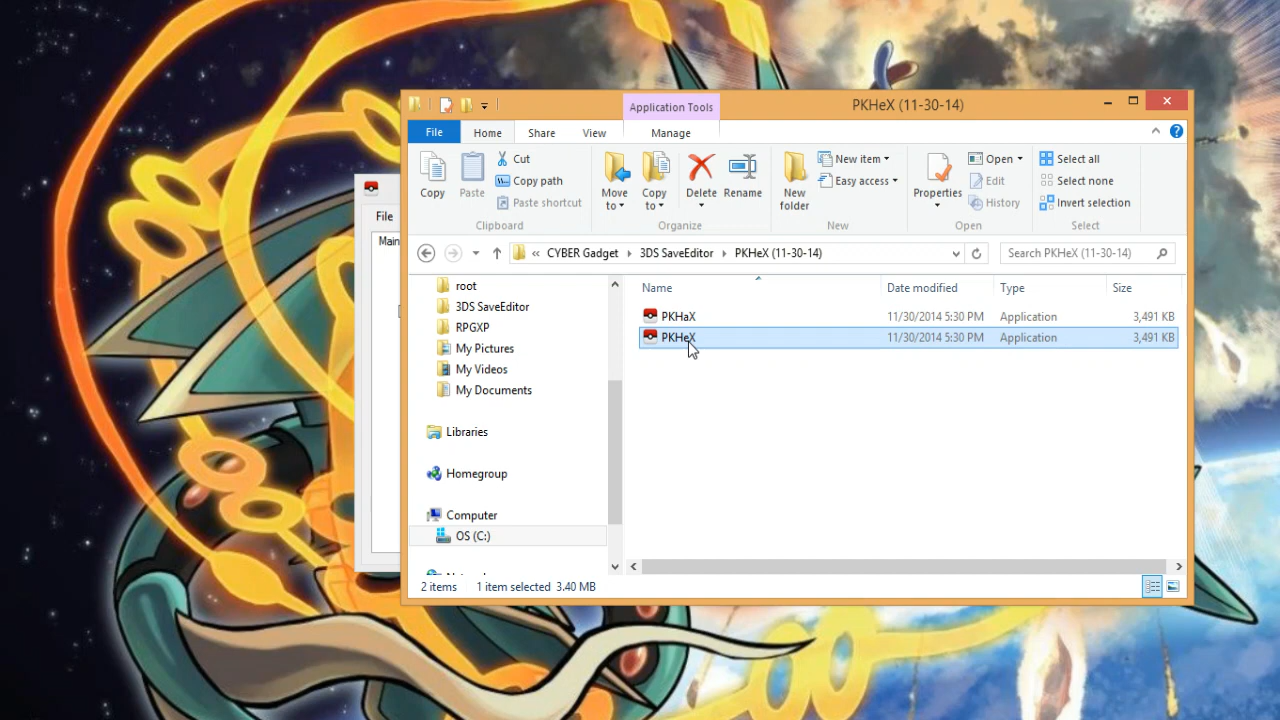 Application Tools
PKHeX (11-30-14)
File
Home
Share
View
Manage
Copy
Paste
Cut
Copy path
Paste shortcut
Clipboard
Move to
Copy to
Delete
Rename
Organize
New folder
New item
Easy access
New
Properties
Open
Edit
History
Open
Select all
Select none
Invert selection
Select
« CYBER Gadget 3DS SaveEditor PKHeX (11-30-14)
Search PKHeX (11-30-14)
File
Main
root
3DS SaveEditor
RPGXP
My Pictures
My Videos
My Documents
Libraries
Homegroup
Computer
OS (C:)
Name Date modified Type Size
PKHaX 11/30/2014 5:30 PM Application 3,491 KB
PKHeX 11/30/2014 5:30 PM Application 3,491 KB
2 items 1 item selected 3.40 MB